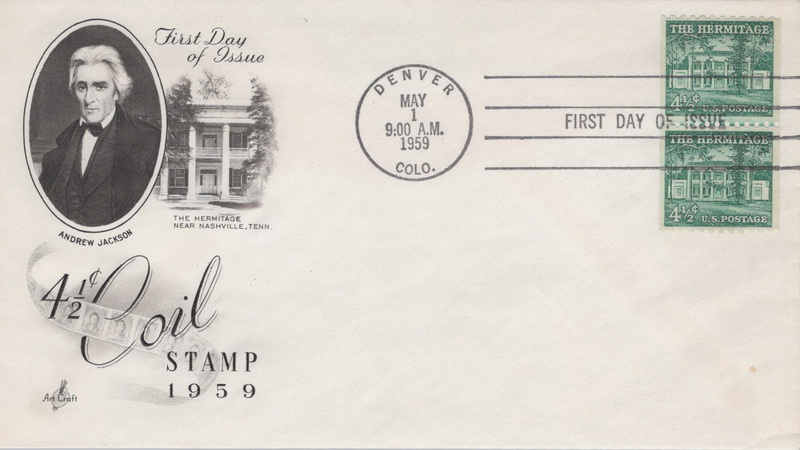 First Day
of Issue
THE HERMITAGE
NEAR NASHVILLE, TENN.
ANDREW JACKSON
4½¢ Coil
STAMP
1959
Art Craft
DENVER
MAY
1
9:00 A.M.
1959
COLO.
FIRST DAY OF ISSUE
THE HERMITAGE
4½¢ U.S. POSTAGE
THE HERMITAGE
4½¢ U.S. POSTAGE